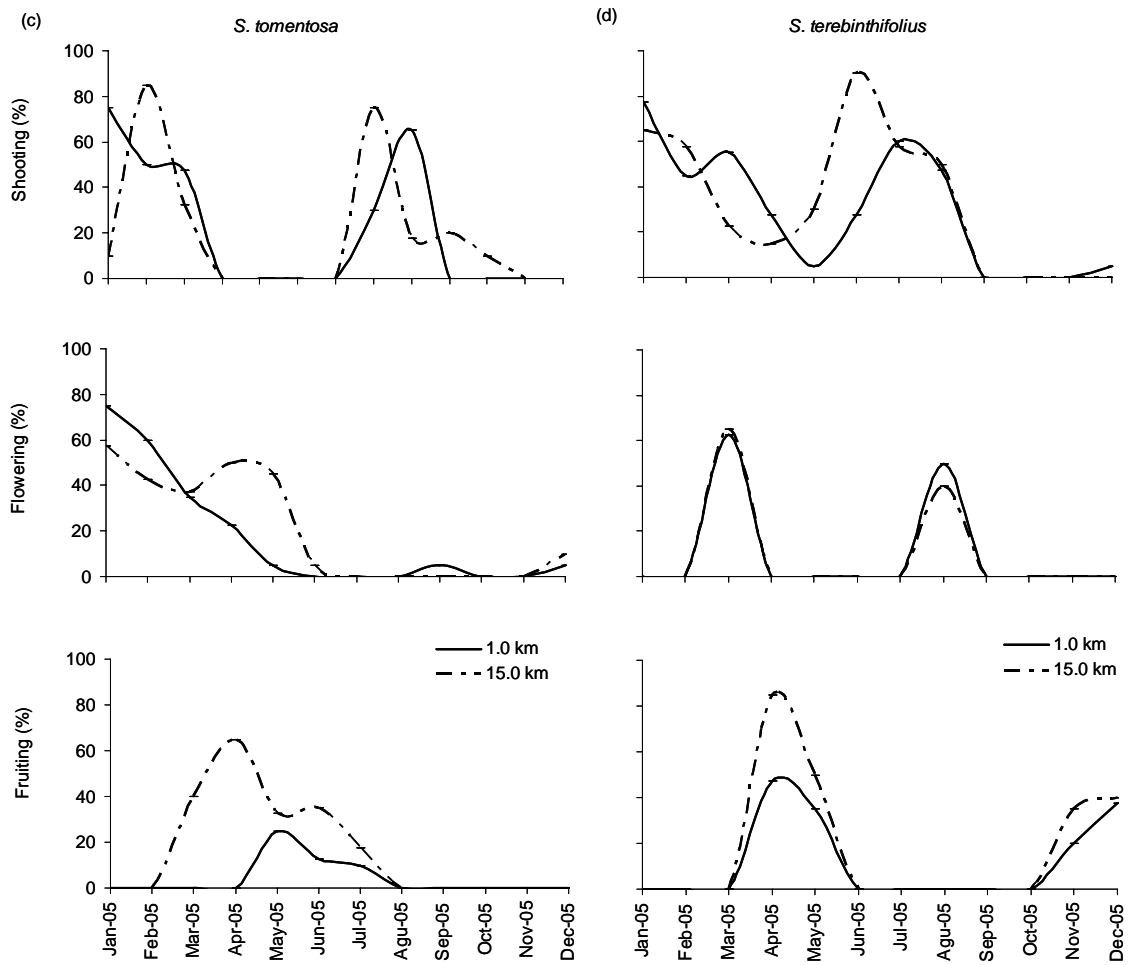 (c)
S. tomentosa
(d)
S. terebinthifolius
Shooting (%)
100
80
60
40
20
0
Flowering (%)
100
80
60
40
20
0
Fruiting (%)
100
80
60
40
20
0
1.0 km
15.0 km
1.0 km
15.0 km
Jan-05
Feb-05
Mar-05
Apr-05
May-05
Jun-05
Jul-05
Agu-05
Sep-05
Oct-05
Nov-05
Dec-05
Jan-05
Feb-05
Mar-05
Apr-05
May-05
Jun-05
Jul-05
Agu-05
Sep-05
Oct-05
Nov-05
Dec-05